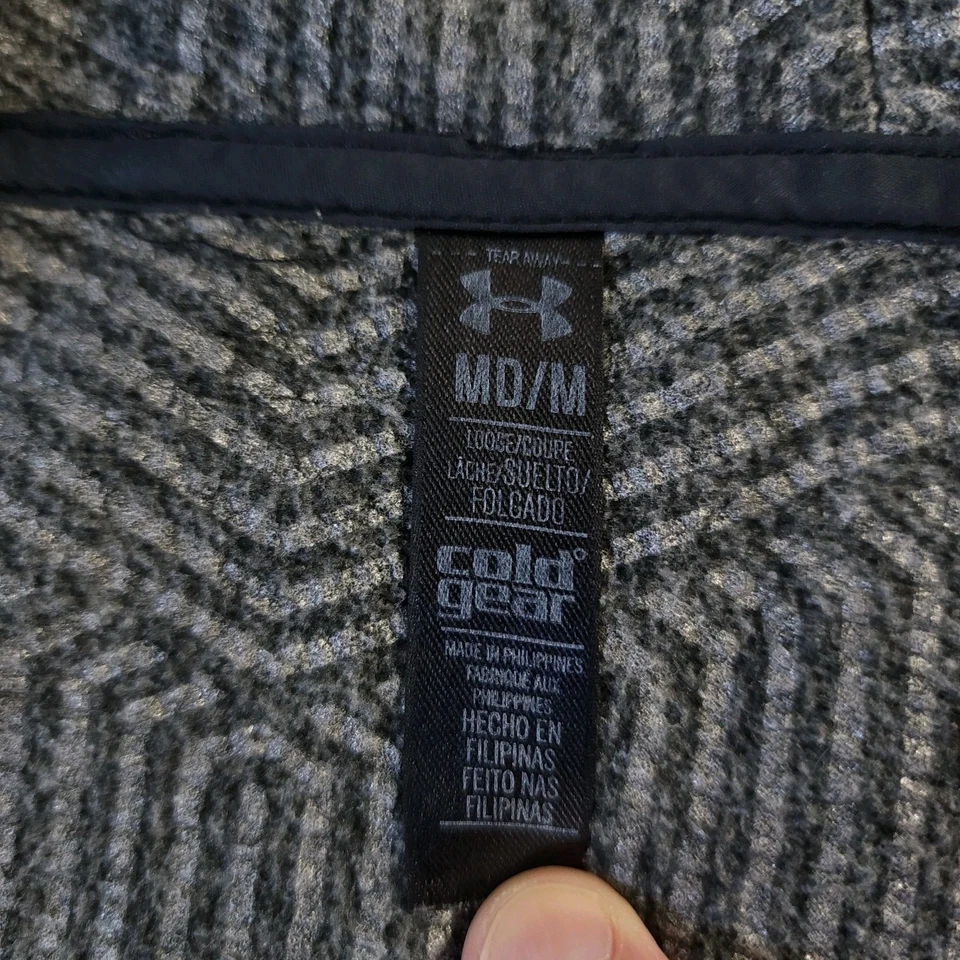 TEAR AWAY
MD/M
LOOSE/COUPE
LÂCHE/SUELTO/
FOLGADO
cold
gear
MADE IN PHILIPPINES
FABRIQUÉ AUX
PHILIPPINES
HECHO EN
FILIPINAS
FEITO NAS
FILIPINAS